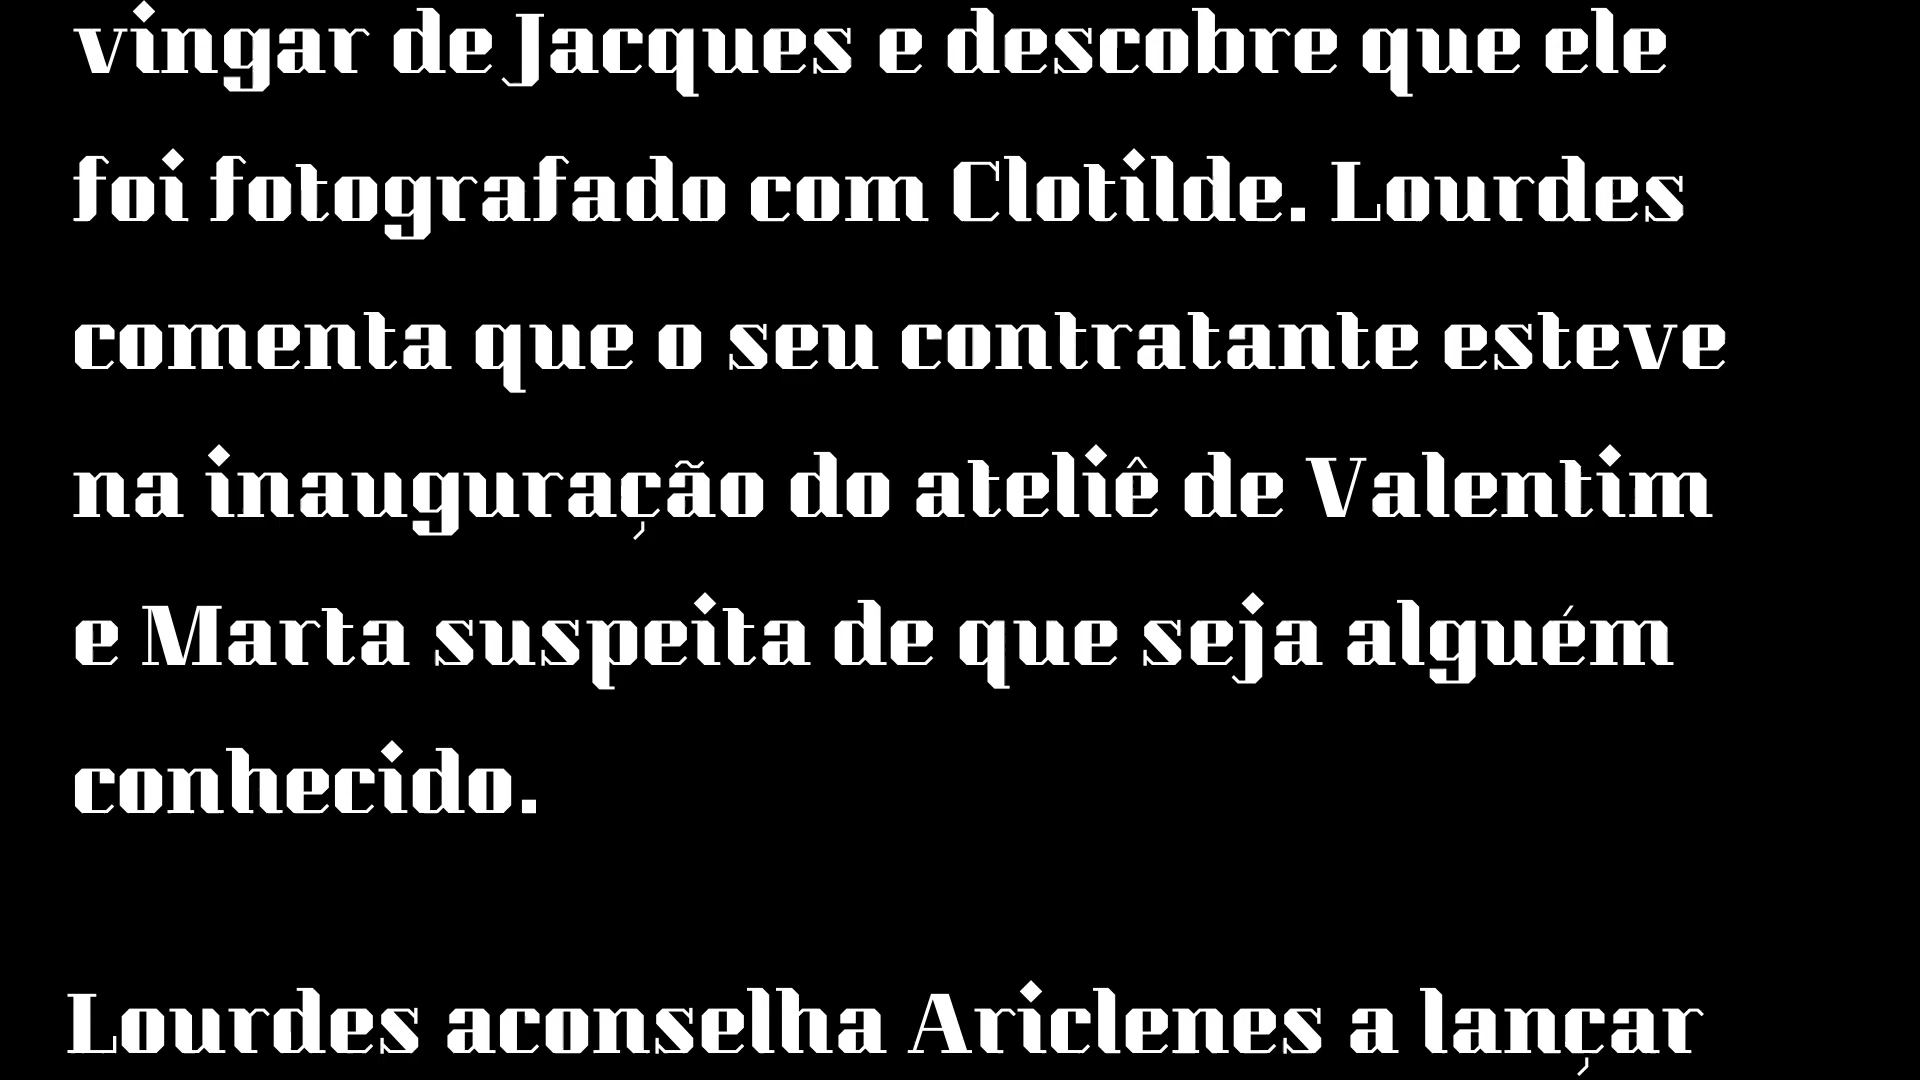 vingar de Jacques e descobre que ele
foi fotografado com Clotilde. Lourdes
comenta que o seu contratante esteve
na inauguração do ateliê de Valentim
e Marta suspeita de que seja alguém
conhecido.
Lourdes aconselha Ariclenes a lançar